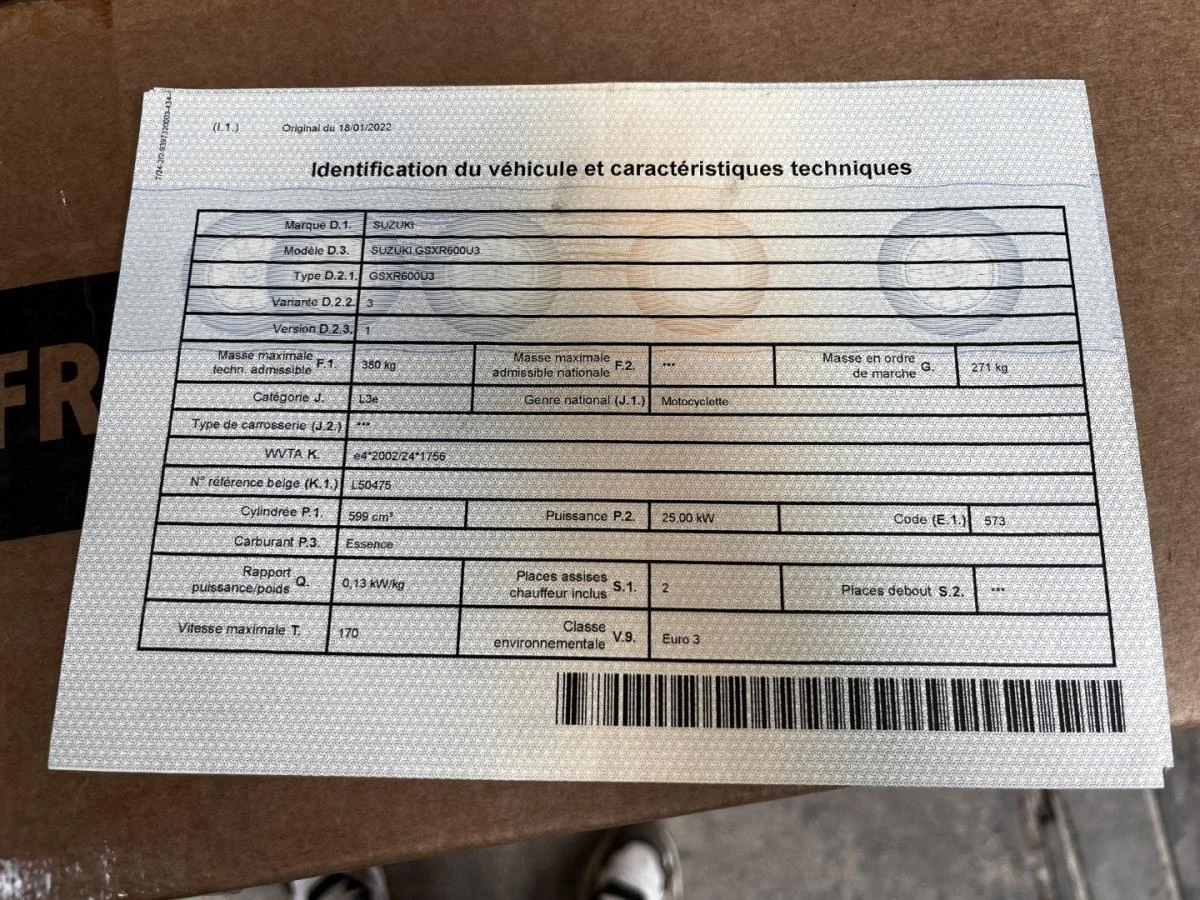 (I.1.) Original du 18/01/2022
Identification du véhicule et caractéristiques techniques
Marque D.1. SUZUKI
Modèle D.3. SUZUKI GSXR600U3
Type D.2.1. GSXR600U3
Variante D.2.2. 3
Version D.2.3. 1
Masse maximale techn. admissible F.1. 380 kg Masse maximale admissible nationale F.2. --- Masse en ordre de marche G. 271 kg
Catégorie J. L3e Genre national (J.1.) Motocyclette
Type de carrosserie (J.2.) ---
WVTA K. e4*2002/24*1756
N° référence belge (K.1.) L50475
Cylindrée P.1. 599 cm³ Puissance P.2. 25,00 kW Code (E.1.) 573
Carburant P.3. Essence
Rapport puissance/poids Q. 0,13 kW/kg Places assises chauffeur inclus S.1. 2 Places debout S.2. ---
Vitesse maximale T. 170 Classe environnementale V.9. Euro 3
FR